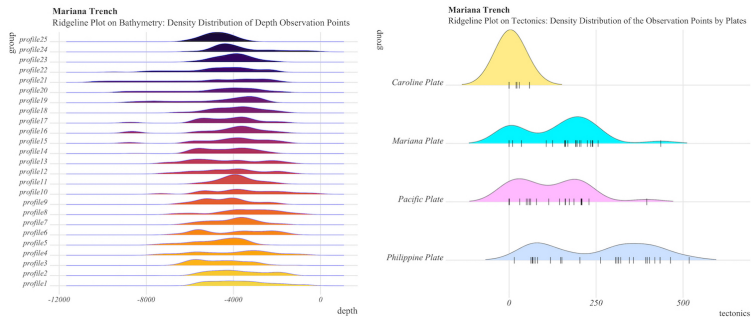 Mariana Trench
Ridgeline Plot on Bathymetry: Density Distribution of Depth Observation Points
group
profile25
profile24
profile23
profile22
profile21
profile20
profile19
profile18
profile17
profile16
profile15
profile14
profile13
profile12
profile11
profile10
profile9
profile8
profile7
profile6
profile5
profile4
profile3
profile2
profile1
-12000 -8000 -4000 0
depth
Mariana Trench
Ridgeline Plot on Tectonics: Density Distribution of the Observation Points by Plates
group
Caroline Plate
Mariana Plate
Pacific Plate
Philippine Plate
0 250 500
tectonics